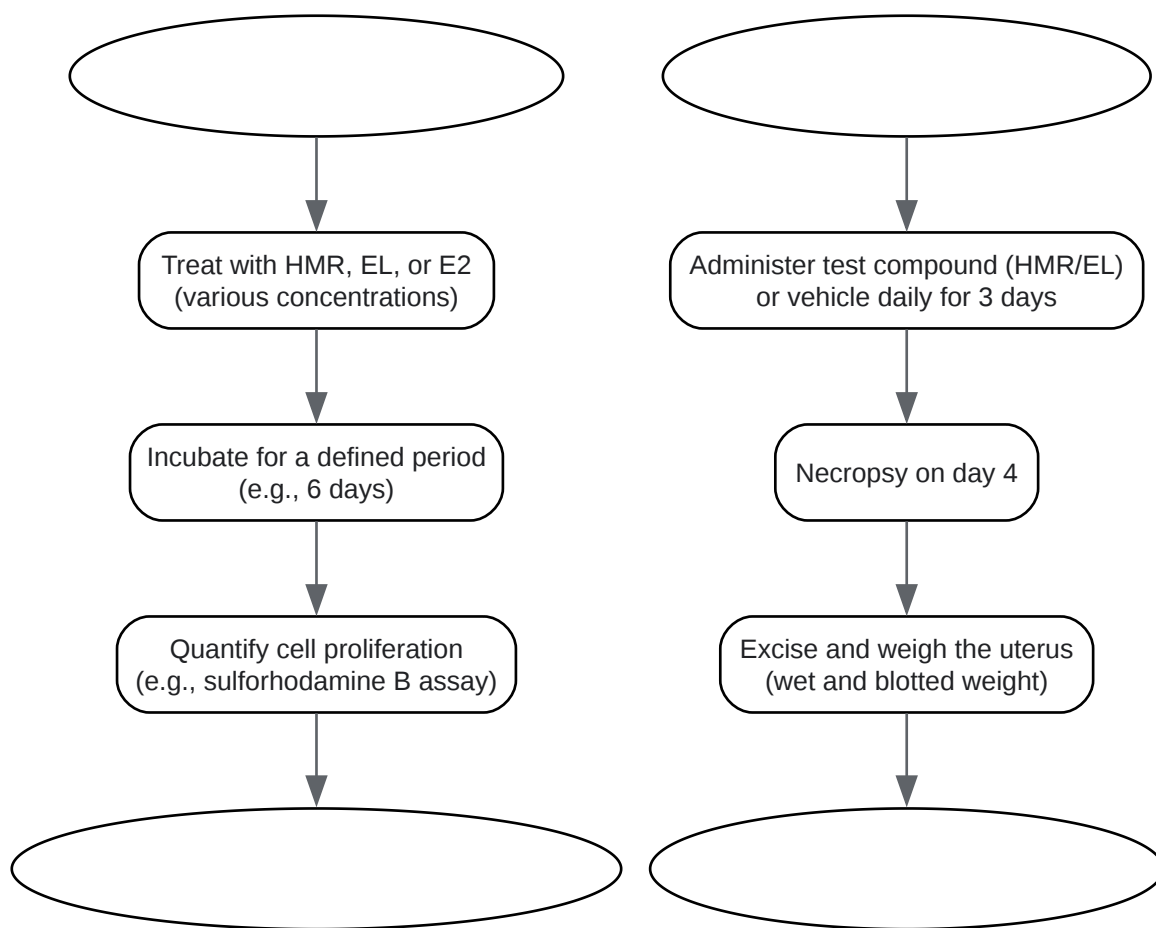 Treat with HMR, EL, or E2
(various concentrations)
Incubate for a defined period
(e.g., 6 days)
Quantify cell proliferation
(e.g., sulforhodamine B assay)
Administer test compound (HMR/EL)
or vehicle daily for 3 days
Necropsy on day 4
Excise and weigh the uterus
(wet and blotted weight)